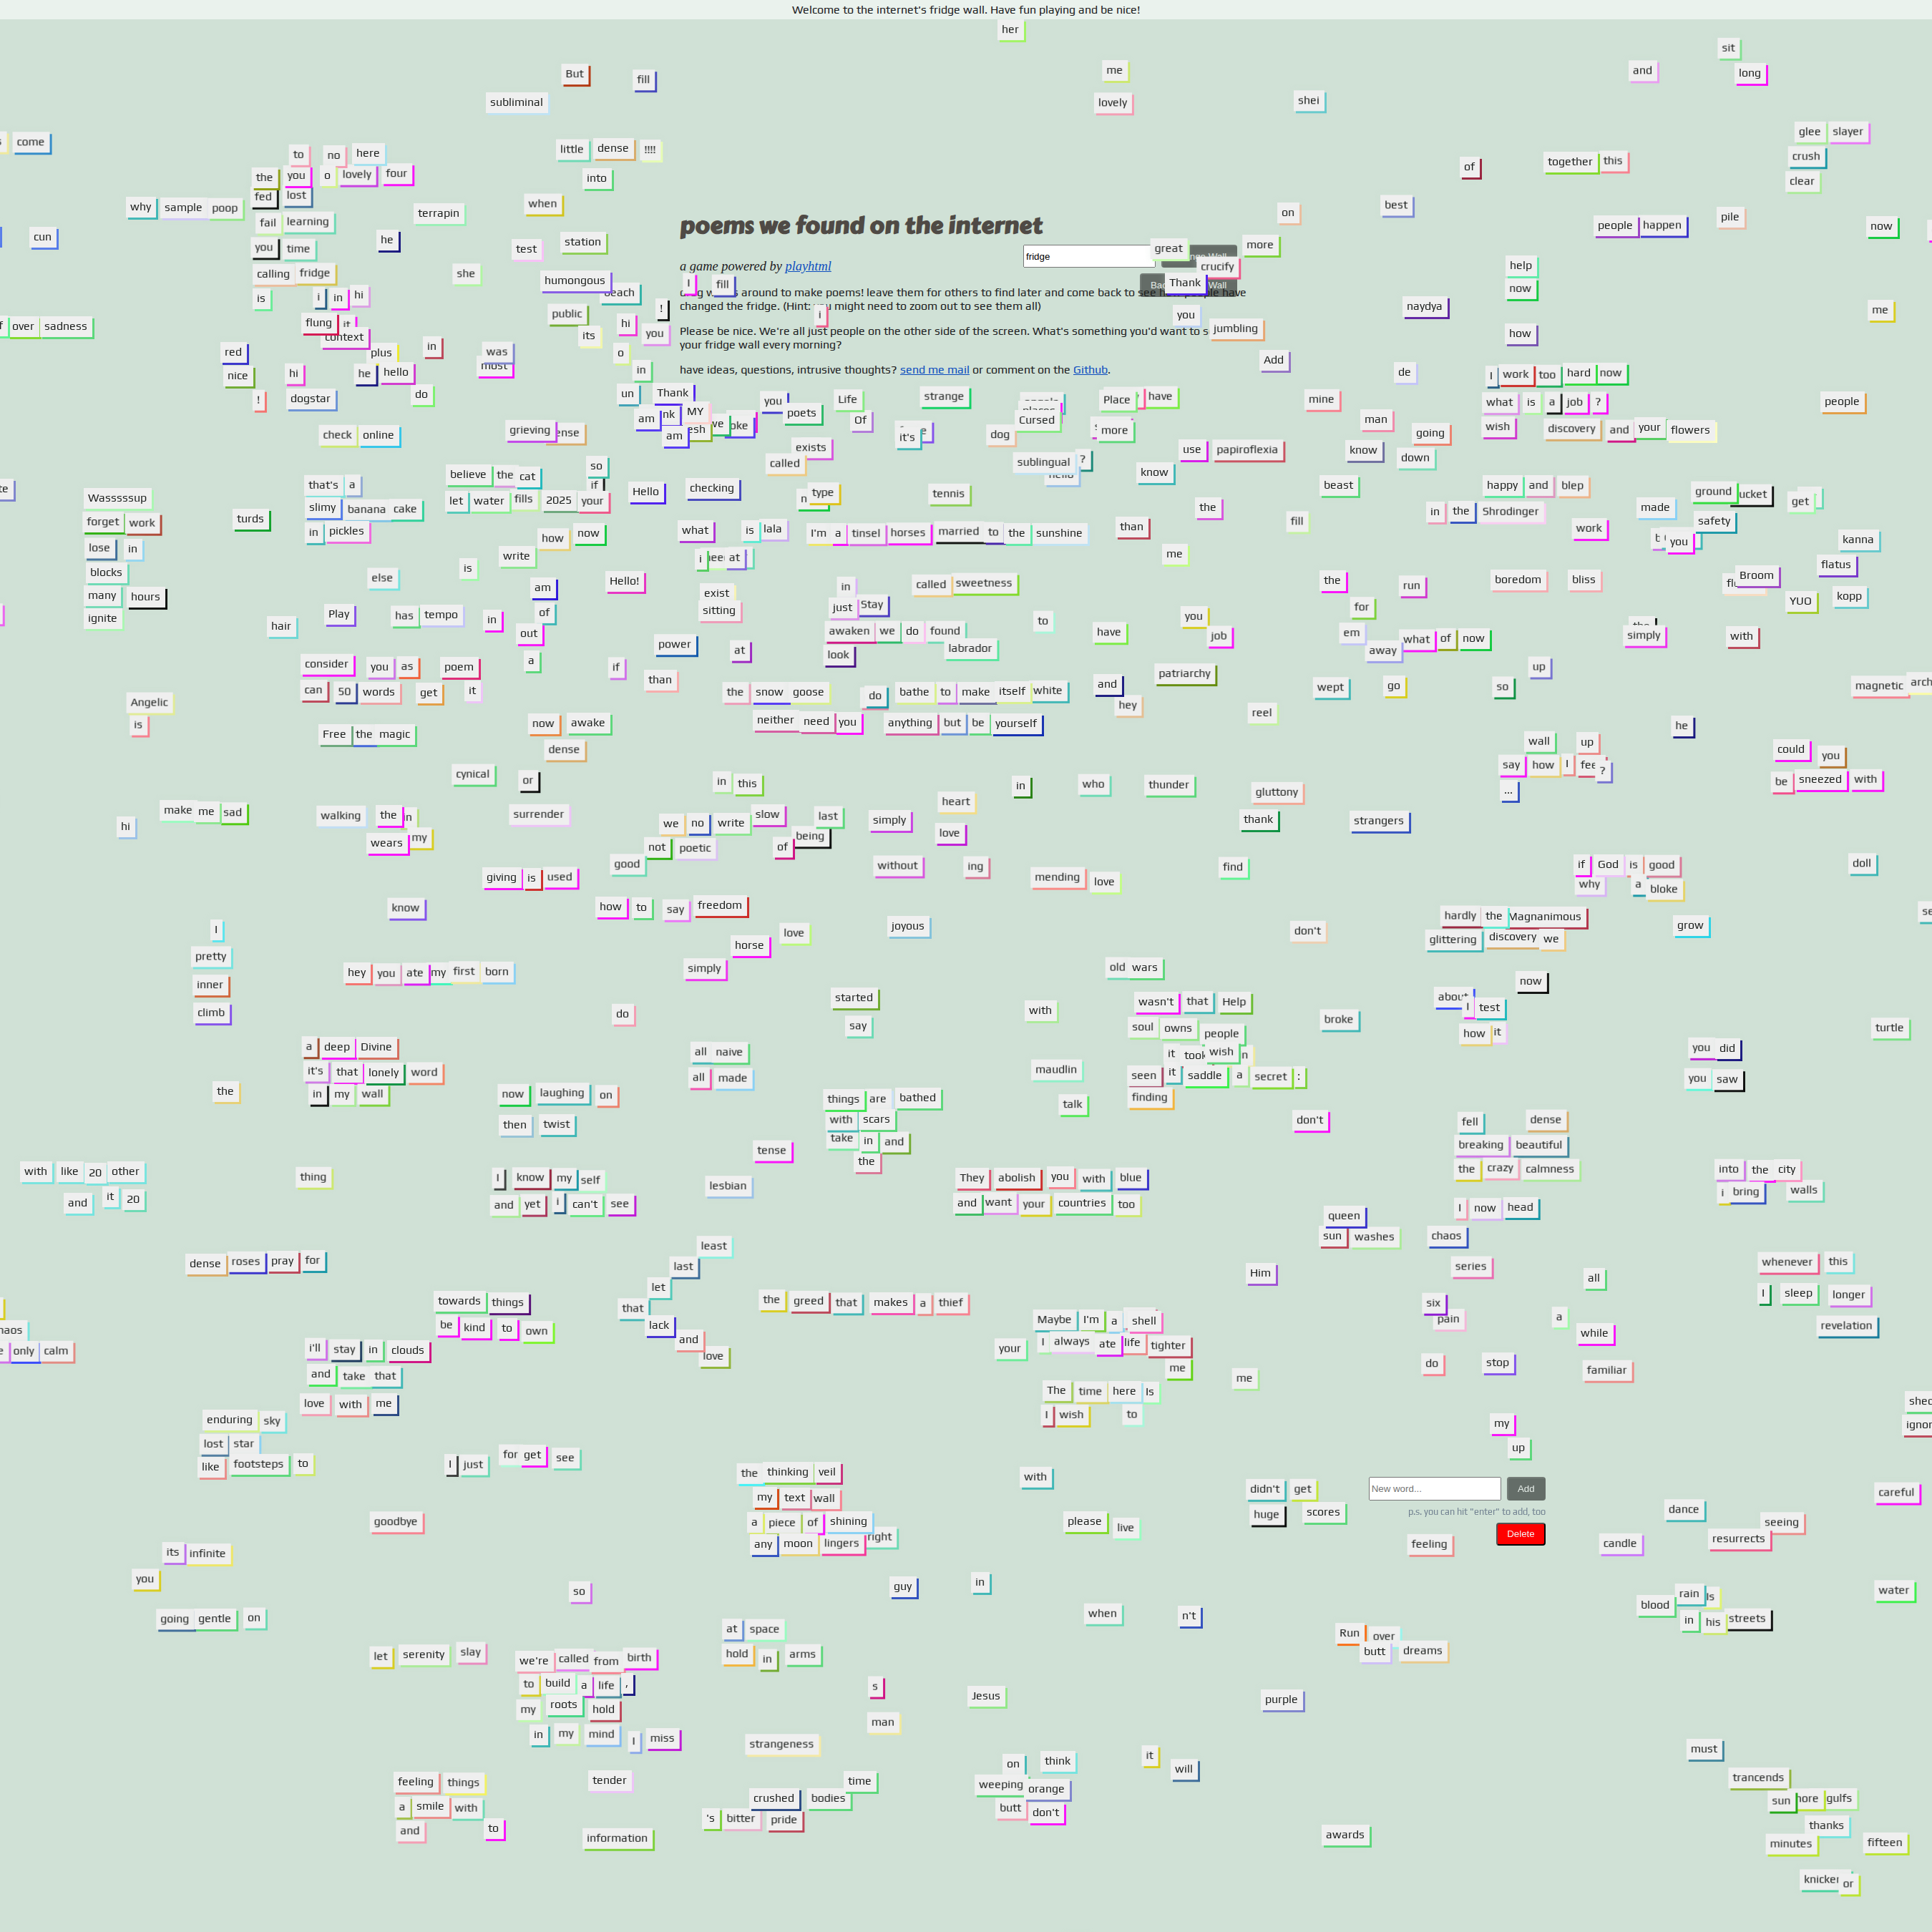 Welcome to the internet's fridge wall. Have fun playing and be nice!
her
sit
But fill me and long
subliminal lovely shei
come little dense !!!! glee slayer
to no here together this crush
the you o lovely four into of clear
fed lost
why sample poop when best
fail learning terrapin on people happen pile now
cun you time he test station
poems we found on the internet
fridge great more
calling fridge she humongous
a game powered by playhtml
crucify help
is i in hi beach I fill Thank now
changed the fridge. (Hint: you might need to zoom out to see them all)
public ! i you naydya me
over sadness flung it hi you its jumbling how
context
Please be nice. We're all just people on the other side of the screen. What's something you'd want to s
your fridge wall every morning?
red plus in was o Add
nice hi he hello most in de I work too hard now
have ideas, questions, intrusive thoughts? send me mail or comment on the Github.
! dogstar do un Thank you Life strange Place have mine what is a job ? people
am MY poets Of Cursed man
check online grieving am we it's dog more going wish discovery and your flowers
exists use papiroflexia know down
called sublingual ?
believe the cat so know
that's a if Hello checking type tennis beast happy and blep ground get
Wasssssup let water fills 2025 your
slimy banana cake the in the Shrodinger made
forget work turds in pickles what is lala I'm a tinsel horses married to the sunshine than fill work safety
how now kanna
lose in write i at me you
blocks else is in called sweetness the run boredom bliss Broom flatus
many hours am Hello! exist just Stay for YUO kopp
ignite Play has tempo in of sitting to you
hair out awaken we do found have job em what of now simply with
power at look labrador away
consider you as poem a if patriarchy up
can 50 words get it than the snow goose do bathe to make itself white and wept go so magnetic
Angelic hey
is now awake neither need you anything but be yourself reel he
Free the magic wall up
dense could you
cynical or in this in who thunder say how I ? be sneezed with
heart gluttony ...
make me sad walking the surrender slow last
hi we no write simply thank strangers
wears my not poetic of being love
good without ing find if God is good doll
giving is used mending love why a bloke
know how to say freedom
I love joyous hardly the Magnanimous grow
horse don't glittering discovery we
pretty simply old wars
hey you ate my first born now
inner started wasn't that Help about
climb do say with I test
soul owns people broke how it turtle
a deep Divine all naive it took wish you did
it's that lonely word all made maudlin seen it saddle a secret : you saw
the in my wall now laughing on things are bathed talk finding
then twist with scars don't fell dense
take in and breaking beautiful
with like 20 other thing tense the the crazy calmness into the city
and it 20 I know my self lesbian They abolish you with blue i bring walls
and yet i can't see and want your countries too I now head
queen
least sun washes chaos
dense roses pray for last Him series whenever this
let all
towards things that the greed that makes a thief six I sleep longer
be kind to own lack Maybe I'm a shell pain a
i'll stay in clouds and your I always ate life tighter while revelation
only calm love do stop
and take that me familiar
love with me The time here Is me
enduring sky I wish to my
lost star for get see up
like footsteps to I just the thinking veil with
my text wall didn't get New word... Add
goodbye a piece of shining please huge scores p.s. you can hit "enter" to add, too dance careful
any moon lingers right live Delete seeing
its infinite feeling candle resurrects
you so guy in rain Is water
going gentle on when n't blood in his streets
at space Run over
let serenity slay we're called from birth hold in arms butt dreams
to build a life , s Jesus purple
my roots hold man
in my mind I miss strangeness
on think it must
feeling things tender time weeping orange will trancends
a smile with crushed bodies butt don't sun gulfs
and to 's bitter pride thanks
information awards minutes fifteen
or